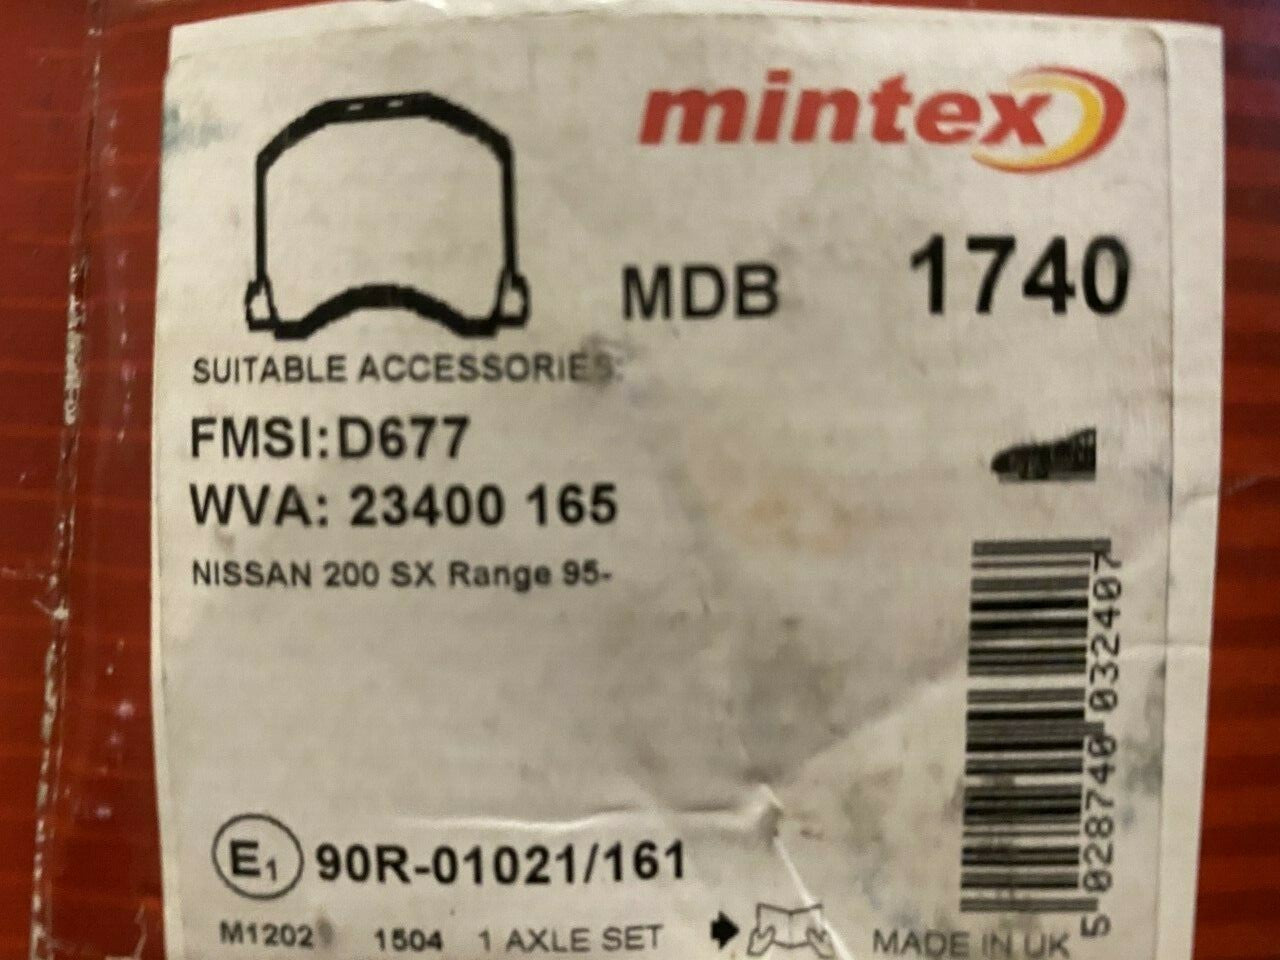 mintex
MDB 1740
SUITABLE ACCESSORIES:
FMSI:D677
WVA: 23400 165
NISSAN 200 SX Range 95-
5 028740 032407
E1 90R-01021/161
M1202 1504 1 AXLE SET MADE IN UK